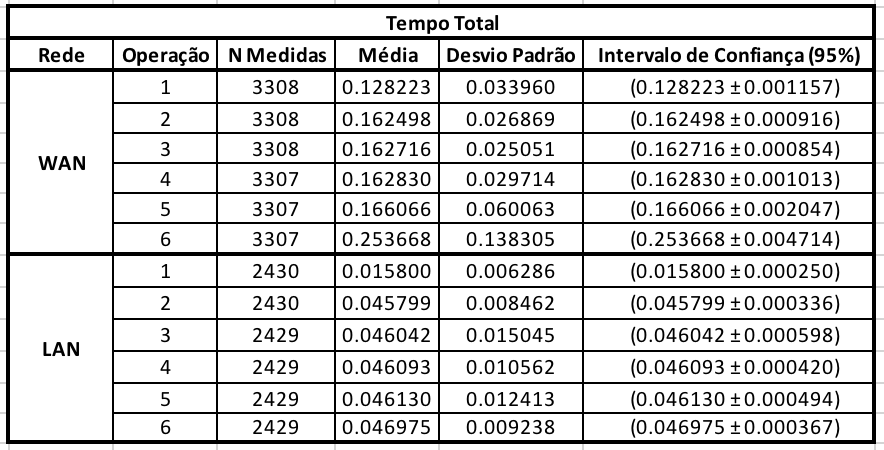 Tempo Total
Rede Operação N Medidas Média Desvio Padrão Intervalo de Confiança (95%)
WAN
1 3308 0.128223 0.033960 (0.128223 ± 0.001157)
2 3308 0.162498 0.026869 (0.162498 ± 0.000916)
3 3308 0.162716 0.025051 (0.162716 ± 0.000854)
4 3307 0.162830 0.029714 (0.162830 ± 0.001013)
5 3307 0.166066 0.060063 (0.166066 ± 0.002047)
6 3307 0.253668 0.138305 (0.253668 ± 0.004714)
LAN
1 2430 0.015800 0.006286 (0.015800 ± 0.000250)
2 2430 0.045799 0.008462 (0.045799 ± 0.000336)
3 2429 0.046042 0.015045 (0.046042 ± 0.000598)
4 2429 0.046093 0.010562 (0.046093 ± 0.000420)
5 2429 0.046130 0.012413 (0.046130 ± 0.000494)
6 2429 0.046975 0.009238 (0.046975 ± 0.000367)